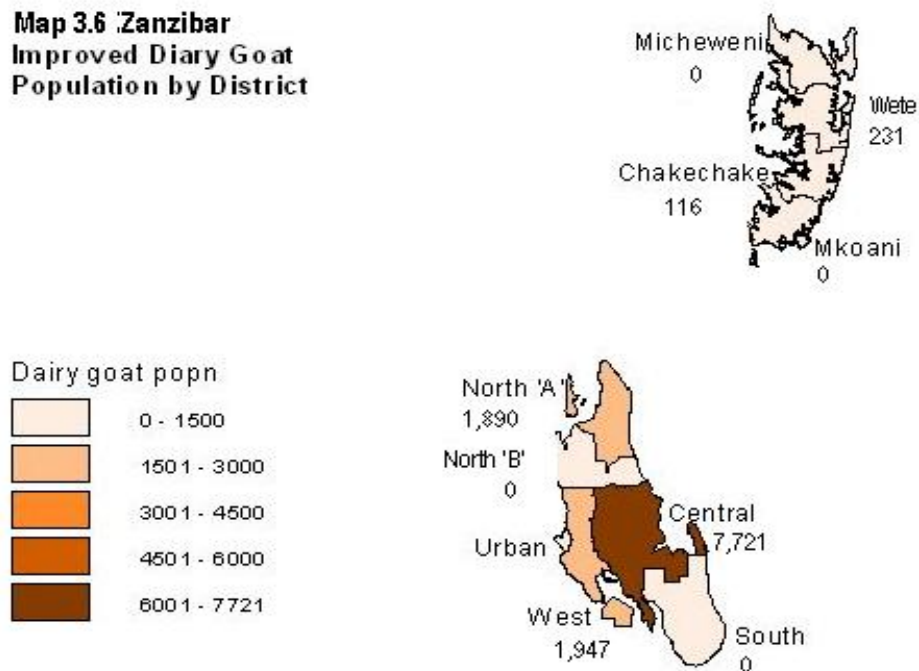 Map 3.6 Zanzibar
Improved Diary Goat
Population by District
Micheweni
0
Wete
231
Chakechake
116
Mkoani
0
Dairy goat popn
0 - 1500
1501 - 3000
3001 - 4500
4501 - 6000
6001 - 7721
North 'A'
1,890
North 'B'
0
Central
7,721
Urban
West
1,947
South
0